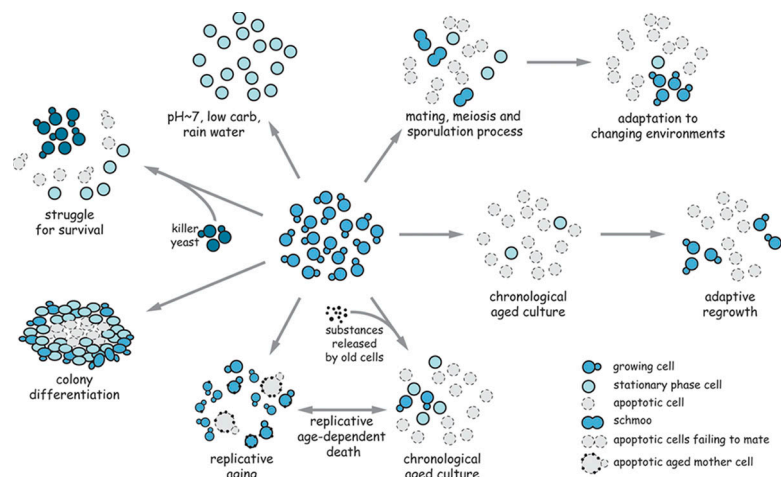 pH~7, low carb,
rain water
mating, meiosis and
sporulation process
adaptation to
changing environments
struggle
for survival
killer
yeast
chronological
aged culture
adaptive
regrowth
colony
differentiation
substances
released
by old cells
replicative
age-dependent
death
replicative
aging
chronological
aged culture
growing cell
stationary phase cell
apoptotic cell
schmoo
apoptotic cells failing to mate
apoptotic aged mother cell